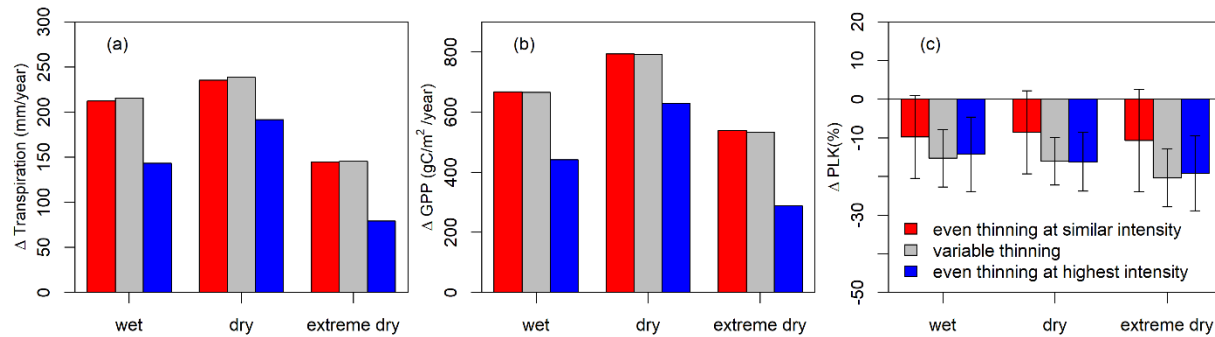 (a)
Δ Transpiration (mm/year)
300
250
200
150
100
50
0
wet
dry
extreme dry
(b)
Δ GPP (gC/m² /year)
800
600
400
200
0
wet
dry
extreme dry
(c)
Δ PLK(%)
20
0
-10
-30
-50
even thinning at similar intensity
variable thinning
even thinning at highest intensity
wet
dry
extreme dry